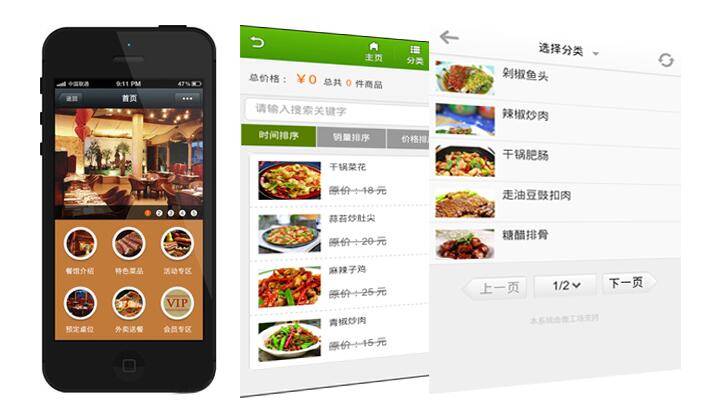 中国联通 9:11 PM 47%
返回 首页
1 2 3 4 5
餐馆介绍 特色菜品 活动专区
预定桌位 外卖送餐 会员专区
VIP
主页 分类
总价格： ￥0 总共 0 件商品
请输入搜索关键字
时间排序 销量排序 价格排
干锅菜花
原价：18 元
蒜苔炒肚尖
原价：20 元
麻辣子鸡
原价：25 元
青椒炒肉
原价：15 元
选择分类
剁椒鱼头
辣椒炒肉
干锅肥肠
走油豆豉扣肉
糖醋排骨
上一页 1/2 下一页